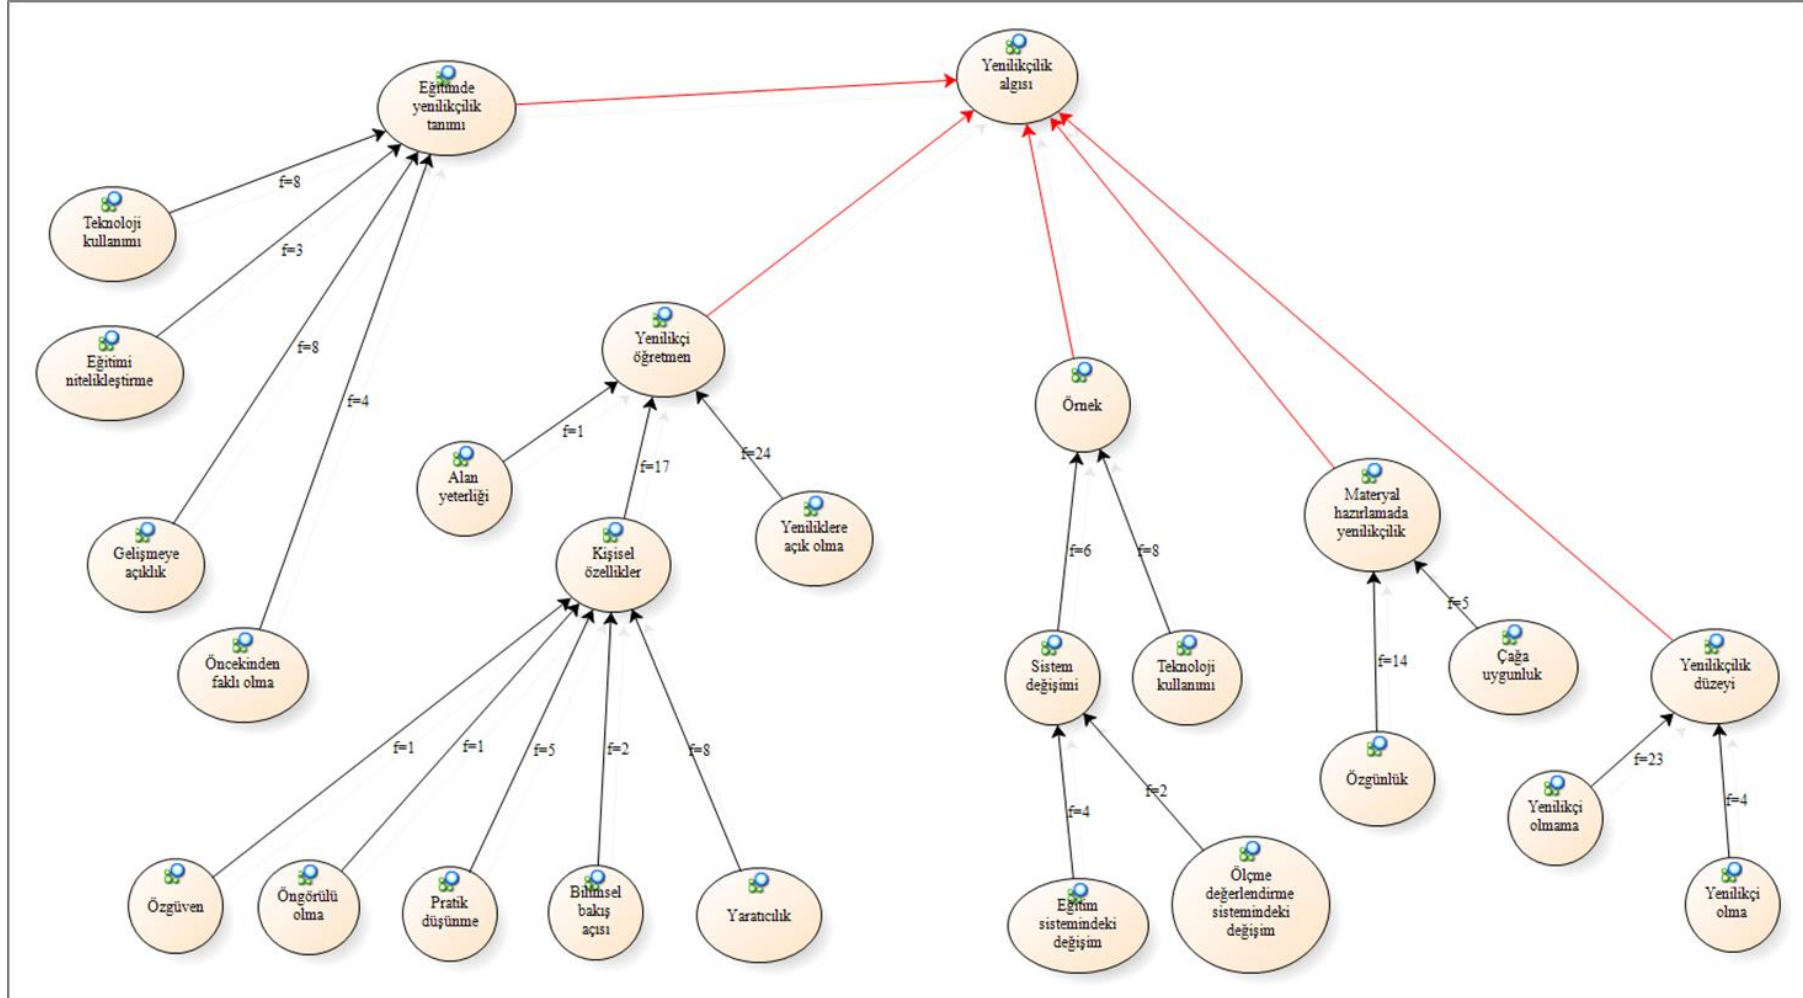 Yenilikçilik
algısı
Eğitimde
yenilikçilik
tanımı
f=8
Teknoloji
kullanımı
f=3
Eğitimi
nitelikleştirme
f=8
f=4
Gelişmeye
açıklık
Öncekinden
faklı olma
Yenilikçi
öğretmen
f=1
f=17
f=24
Alan
yeterliği
Kişisel
özellikler
Yeniliklere
açık olma
f=1
f=1
f=5
f=2
f=8
Özgüven
Öngörülü
olma
Pratik
düşünme
Bilimsel
bakış
açısı
Yaratıcılık
Örnek
f=6
f=8
Sistem
değişimi
Teknoloji
kullanımı
f=4
f=2
Eğitim
sistemindeki
değişim
Ölçme
değerlendirme
sistemindeki
değişim
Materyal
hazırlamada
yenilikçilik
f=14
f=5
Özgünlük
Çağa
uygunluk
Yenilikçilik
düzeyi
f=23
f=4
Yenilikçi
olmama
Yenilikçi
olma